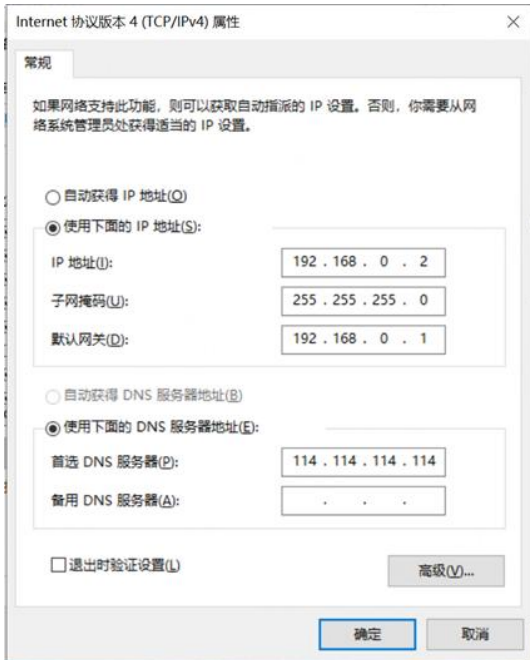 Internet 协议版本 4 (TCP/IPv4) 属性
常规
如果网络支持此功能，则可以获取自动指派的 IP 设置。否则，你需要从网
络系统管理员处获得适当的 IP 设置。
自动获得 IP 地址(O)
使用下面的 IP 地址(S):
IP 地址(I):
192 . 168 . 0 . 2
子网掩码(U):
255 . 255 . 255 . 0
默认网关(D):
192 . 168 . 0 . 1
自动获得 DNS 服务器地址(B)
使用下面的 DNS 服务器地址(E):
首选 DNS 服务器(P):
114 . 114 . 114 . 114
备用 DNS 服务器(A):
. . .
退出时验证设置(L)
高级(V)...
确定
取消